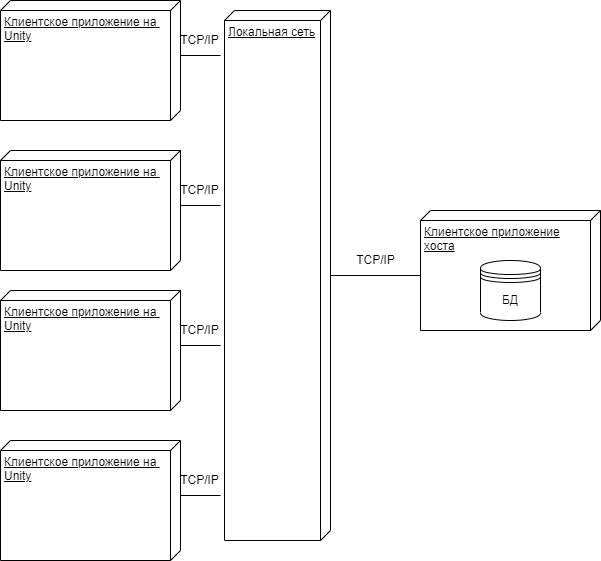 Клиентское приложение на
Unity
TCP/IP
Локальная сеть
Клиентское приложение на
Unity
TCP/IP
Клиентское приложение
хоста
TCP/IP
БД
Клиентское приложение на
Unity
TCP/IP
Клиентское приложение на
Unity
TCP/IP